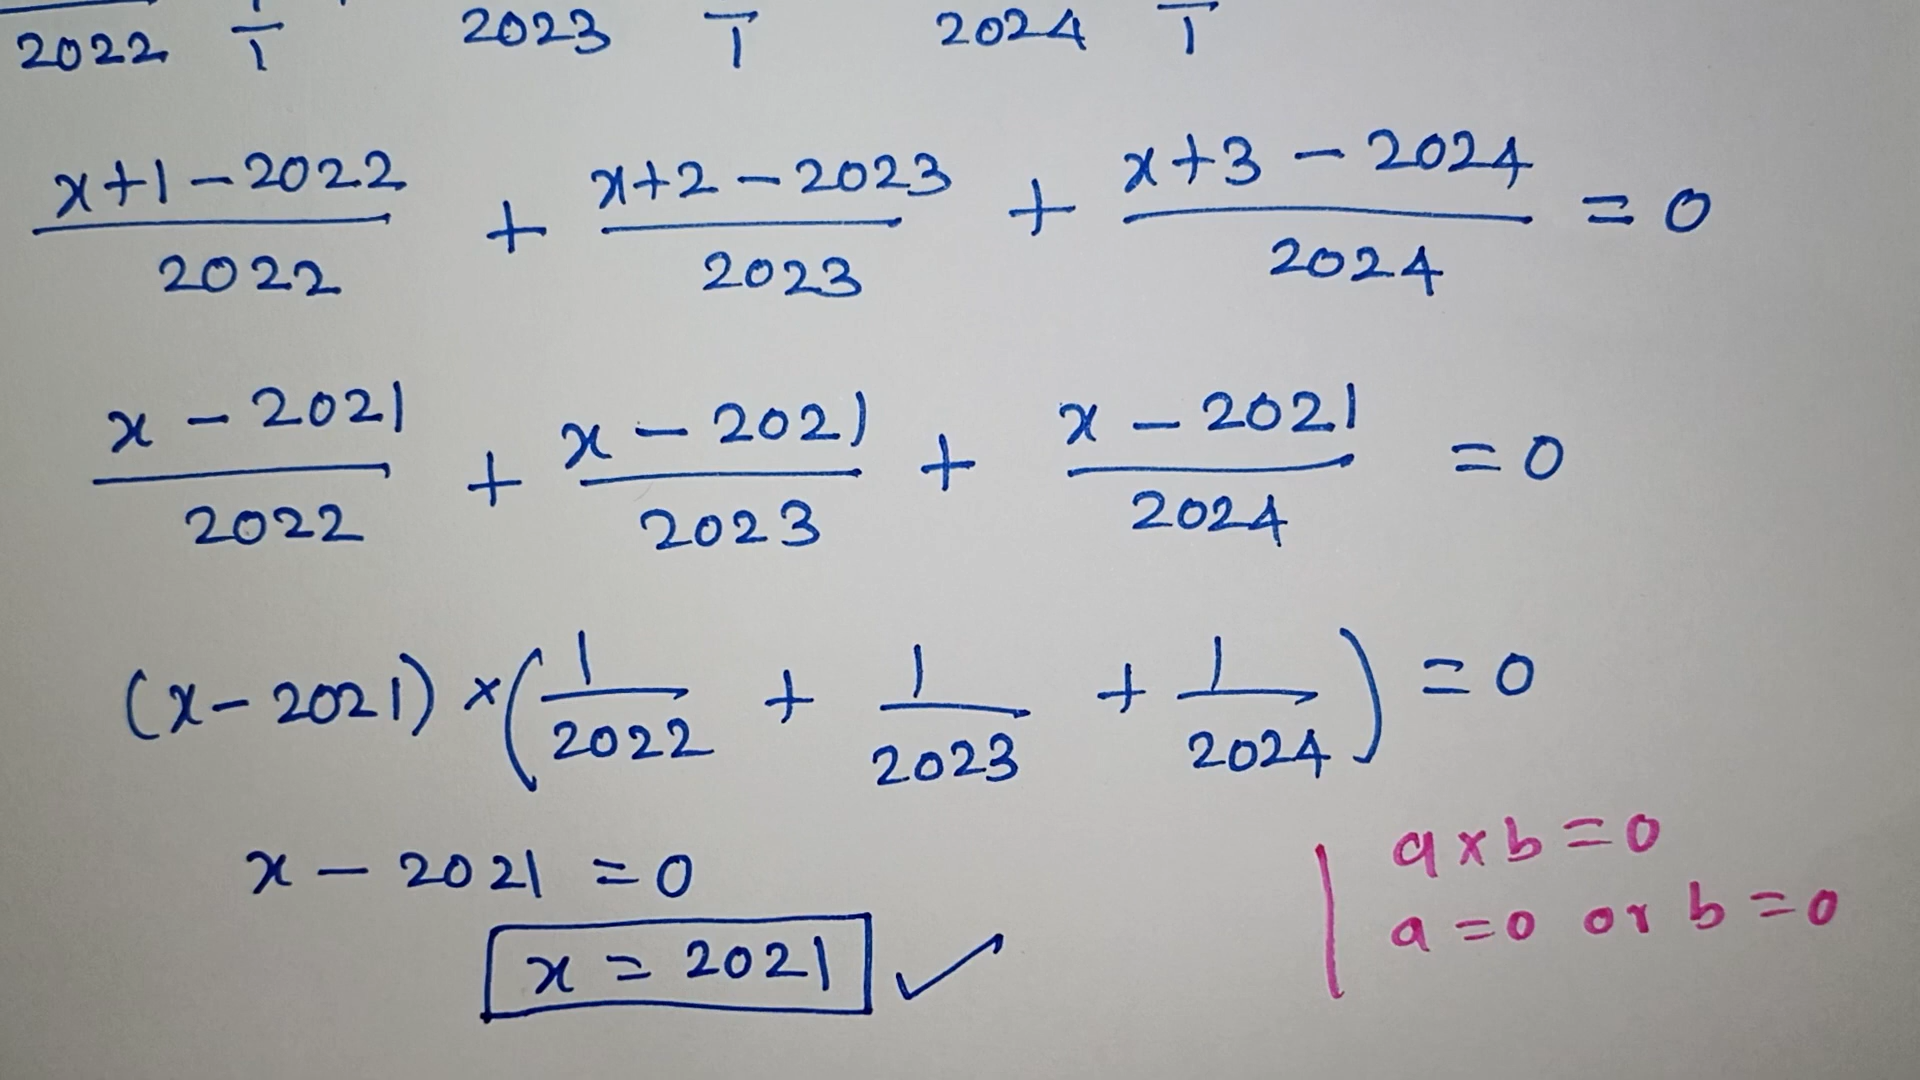 2022 1 2023 1 2024 1
x+1-2022/2022 + x+2-2023/2023 + x+3-2024/2024 = 0
x-2021/2022 + x-2021/2023 + x-2021/2024 = 0
(x-2021) × (1/2022 + 1/2023 + 1/2024) = 0
x - 2021 = 0
x = 2021 ✓
a×b=0
a=0 or b=0